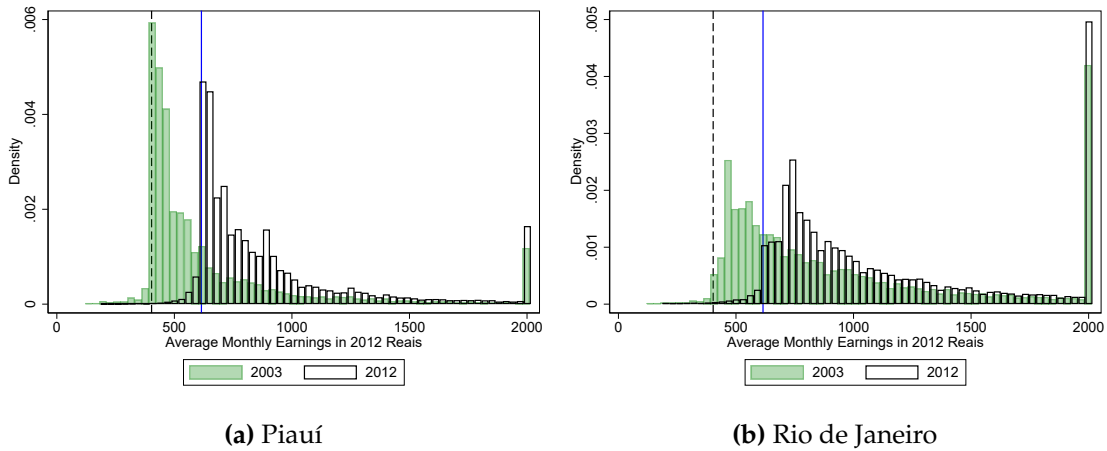 Density
.006
.004
.002
0
0 500 1000 1500 2000
Average Monthly Earnings in 2012 Reais
2003 2012
(a) Piauí
Density
.005
.004
.003
.002
.001
0
0 500 1000 1500 2000
Average Monthly Earnings in 2012 Reais
2003 2012
(b) Rio de Janeiro